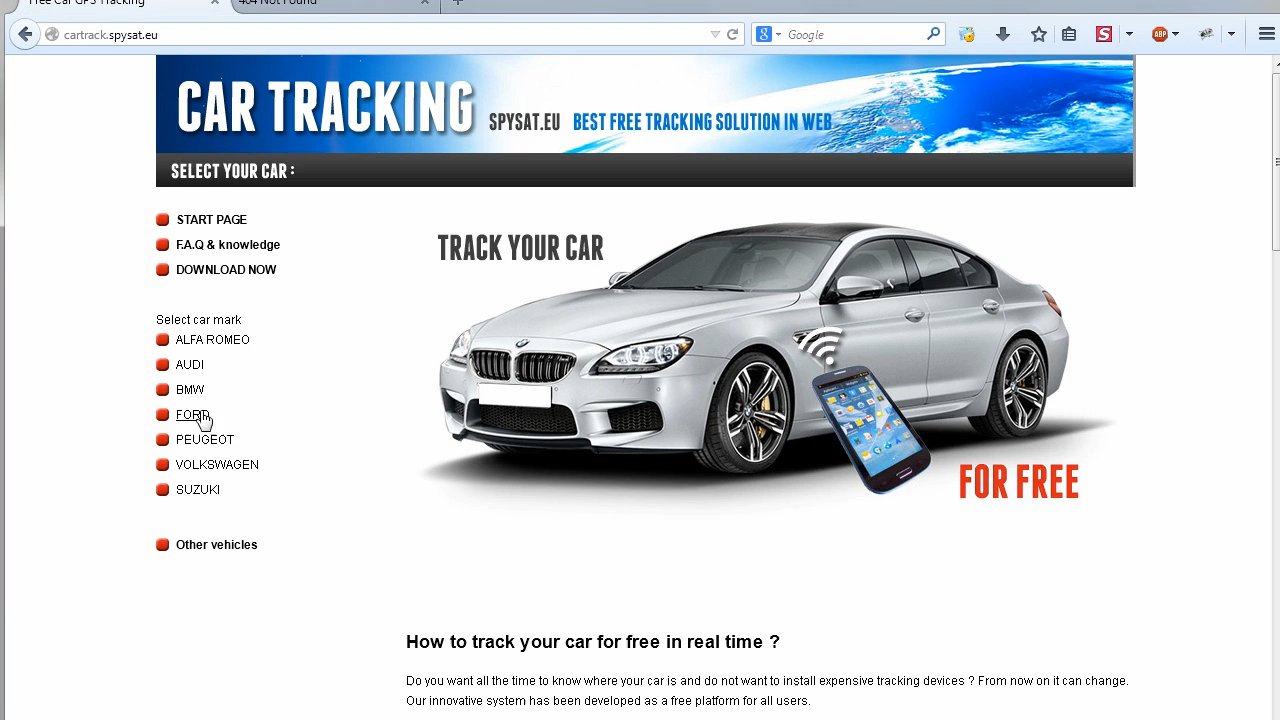 Free Car GPS Tracking
404 Not Found
cartrack.spysat.eu
Google
CAR TRACKING
SPYSAT.EU BEST FREE TRACKING SOLUTION IN WEB
SELECT YOUR CAR :
START PAGE
F.A.Q & knowledge
DOWNLOAD NOW
Select car mark
ALFA ROMEO
AUDI
BMW
FORD
PEUGEOT
VOLKSWAGEN
SUZUKI
Other vehicles
TRACK YOUR CAR
FOR FREE
How to track your car for free in real time ?
Do you want all the time to know where your car is and do not want to install expensive tracking devices ? From now on it can change.
Our innovative system has been developed as a free platform for all users.